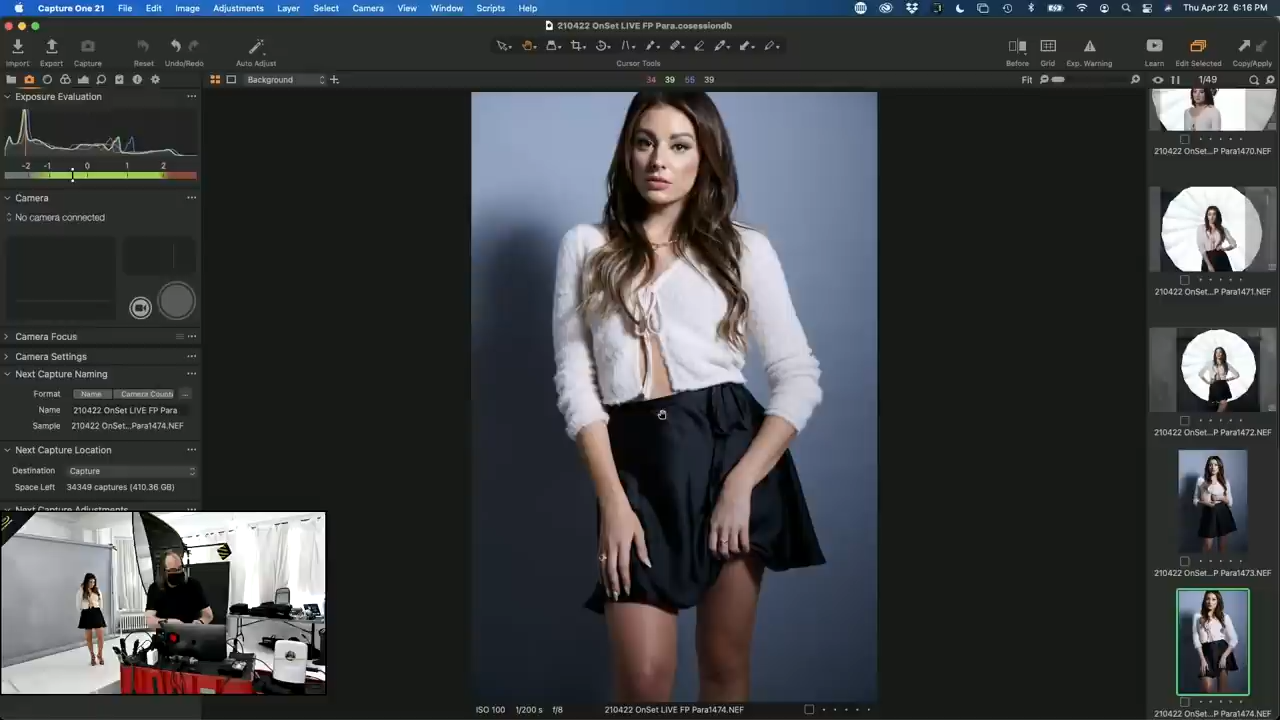 Capture One 21 File Edit Image Adjustments Layer Select Camera View Window Scripts Help Thu Apr 22 6:16 PM
210422 OnSet LIVE FP Para.cosessiondb
Import Export Capture Reset Undo/Redo Auto Adjust Cursor Tools Before Grid Exp. Warning Learn Edit Selected Copy/Apply
Background 34 39 55 39 Fit 1/49
Exposure Evaluation
-2 -1 0 1 2
Camera
No camera connected
Camera Focus
Camera Settings
Next Capture Naming
Format Name Camera Count
Name 210422 OnSet LIVE FP Para
Sample 210422 OnSet...Para1474.NEF
Next Capture Location
Destination Capture
Space Left 34349 captures (410.36 GB)
Next Capture Adjustments
ISO 100 1/200 s f/8 210422 OnSet LIVE FP Para1474.NEF
210422 OnSet...P Para1470.NEF
210422 OnSet...P Para1471.NEF
210422 OnSet...P Para1472.NEF
210422 OnSet...P Para1473.NEF
210422 OnSet...P Para1474.NEF